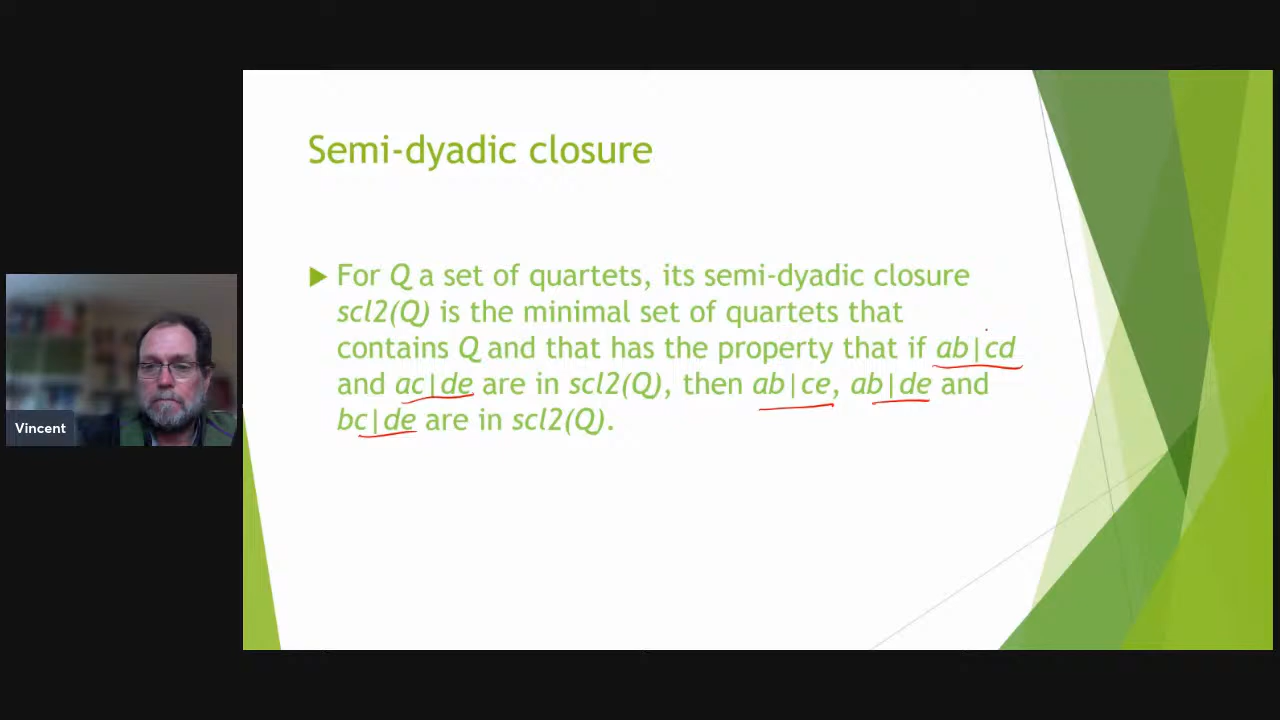 Semi-dyadic closure
For Q a set of quartets, its semi-dyadic closure
scl2(Q) is the minimal set of quartets that
contains Q and that has the property that if ab|cd
and ac|de are in scl2(Q), then ab|ce, ab|de and
bc|de are in scl2(Q).
Vincent